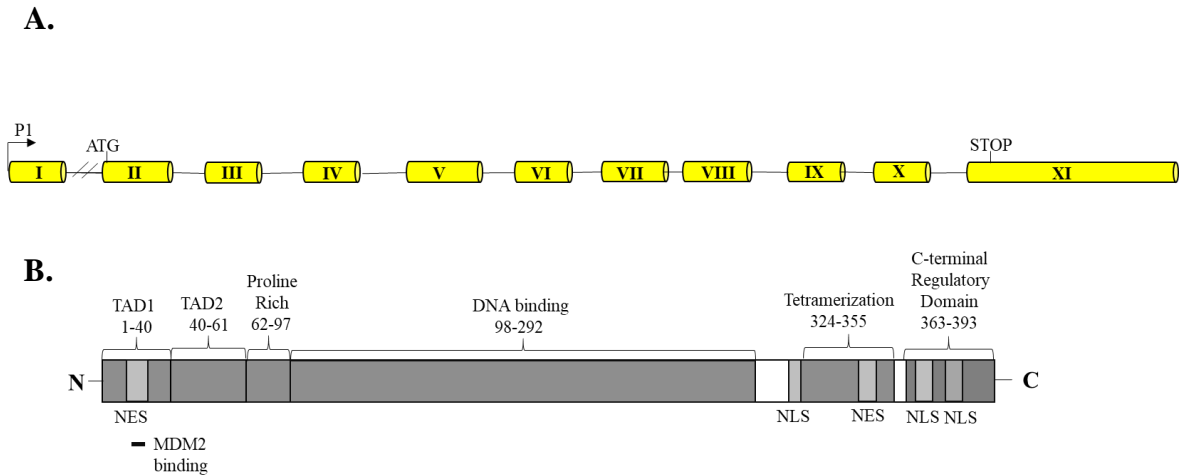 A.
P1
ATG
STOP
I II III IV V VI VII VIII IX X XI
B.
TAD1
1-40
TAD2
40-61
Proline
Rich
62-97
DNA binding
98-292
Tetramerization
324-355
C-terminal
Regulatory
Domain
363-393
N
C
NES
NLS
NES
NLS
NLS
MDM2
binding